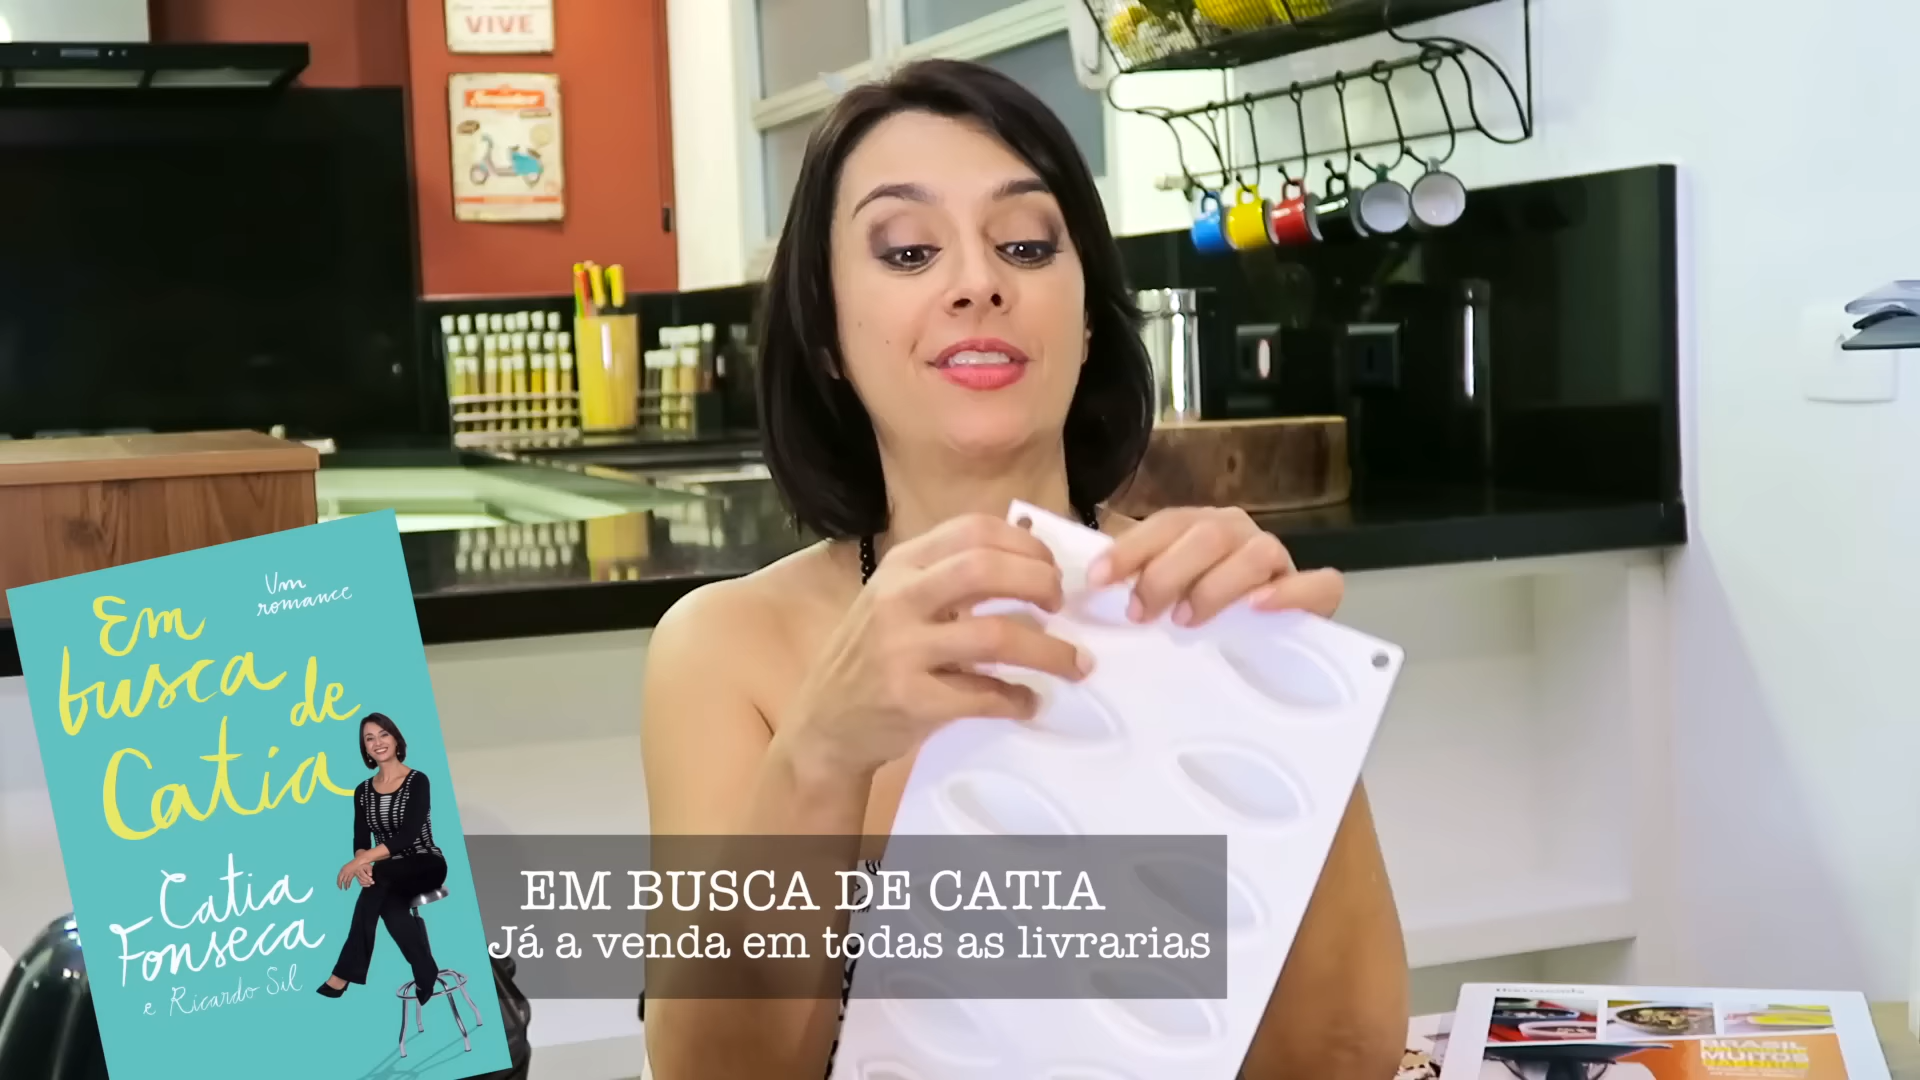 VIVE
Em
busca
de
Catia
Um
romance
Catia
Fonseca
e Ricardo Sil
EM BUSCA DE CATIA
Já a venda em todas as livrarias
BRASIL
MUITOS